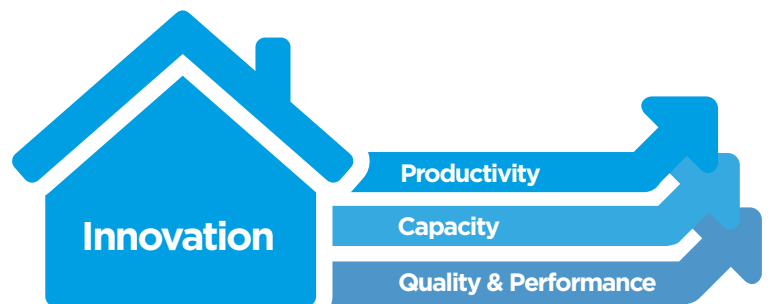 Innovation
Productivity
Capacity
Quality & Performance